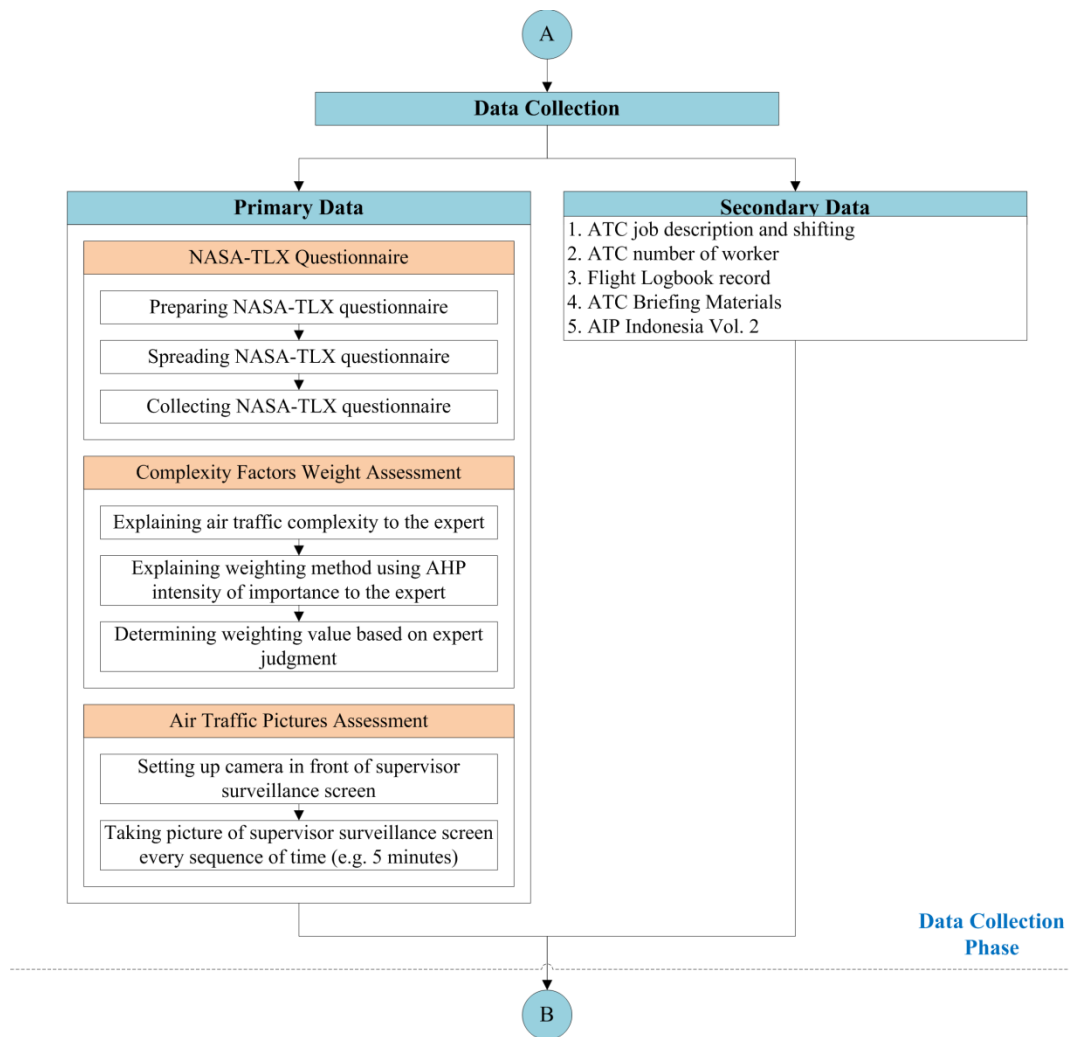 A
Data Collection
Primary Data
NASA-TLX Questionnaire
Preparing NASA-TLX questionnaire
Spreading NASA-TLX questionnaire
Collecting NASA-TLX questionnaire
Complexity Factors Weight Assessment
Explaining air traffic complexity to the expert
Explaining weighting method using AHP
intensity of importance to the expert
Determining weighting value based on expert
judgment
Air Traffic Pictures Assessment
Setting up camera in front of supervisor
surveillance screen
Taking picture of supervisor surveillance screen
every sequence of time (e.g. 5 minutes)
Secondary Data
1. ATC job description and shifting
2. ATC number of worker
3. Flight Logbook record
4. ATC Briefing Materials
5. AIP Indonesia Vol. 2
Data Collection
Phase
B